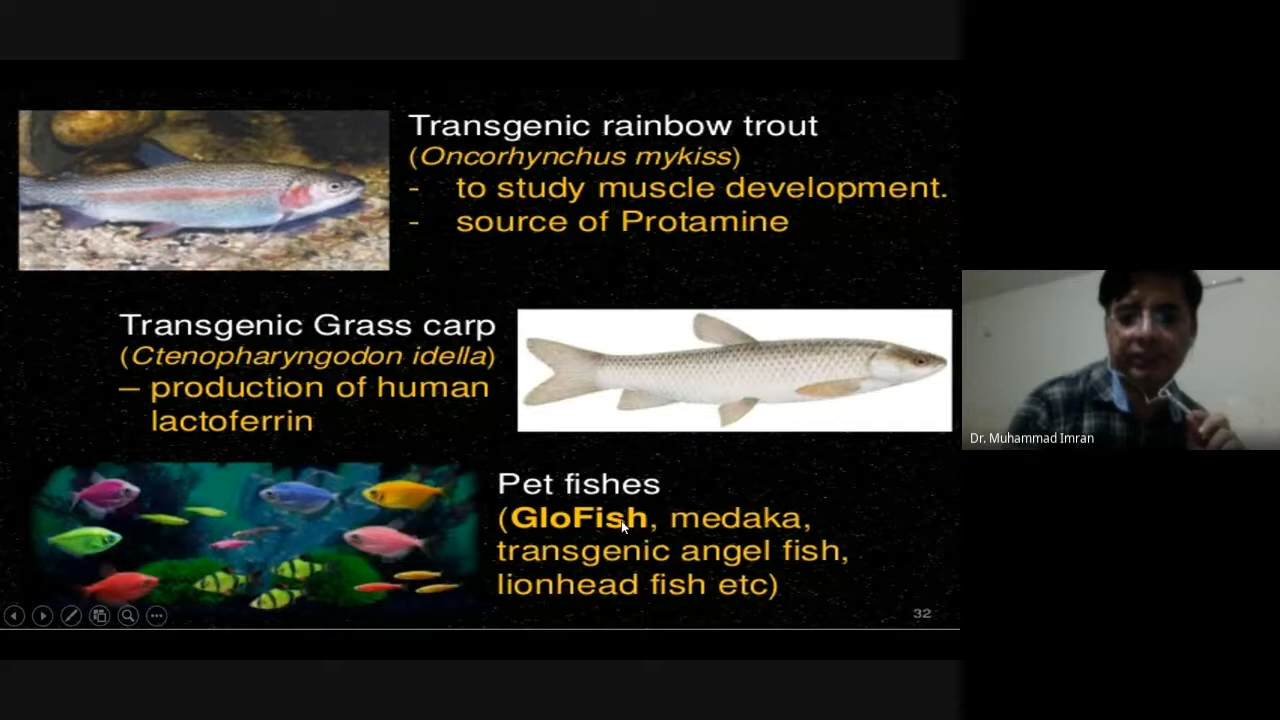 Transgenic rainbow trout
(Oncorhynchus mykiss)
- to study muscle development.
- source of Protamine
Transgenic Grass carp
(Ctenopharyngodon idella)
– production of human
lactoferrin
Dr. Muhammad Imran
Pet fishes
(GloFish, medaka,
transgenic angel fish,
lionhead fish etc)
32